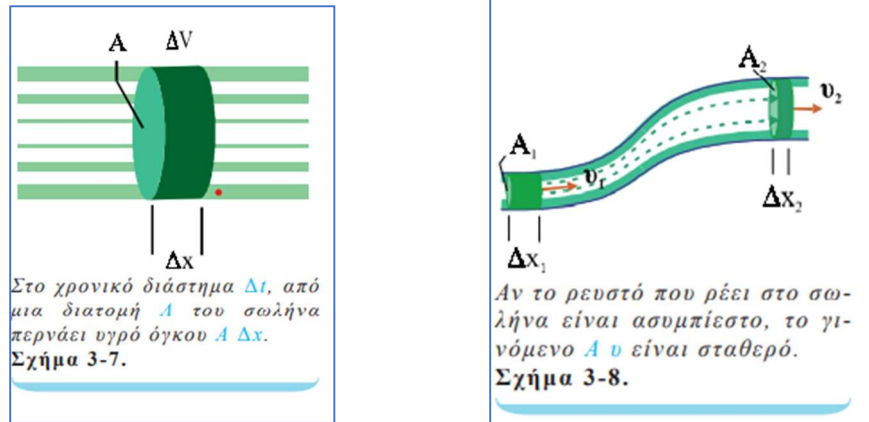 A ΔV
Δx
Στο χρονικό διάστημα Δt, από
μια διατομή A του σωλήνα
περνάει υγρό όγκου A Δx.
Σχήμα 3-7.
A₂
υ₂
A₁
υ₁
Δx₂
Δx₁
Αν το ρευστό που ρέει στο σω-
λήνα είναι ασυμπίεστο, το γι-
νόμενο A υ είναι σταθερό.
Σχήμα 3-8.